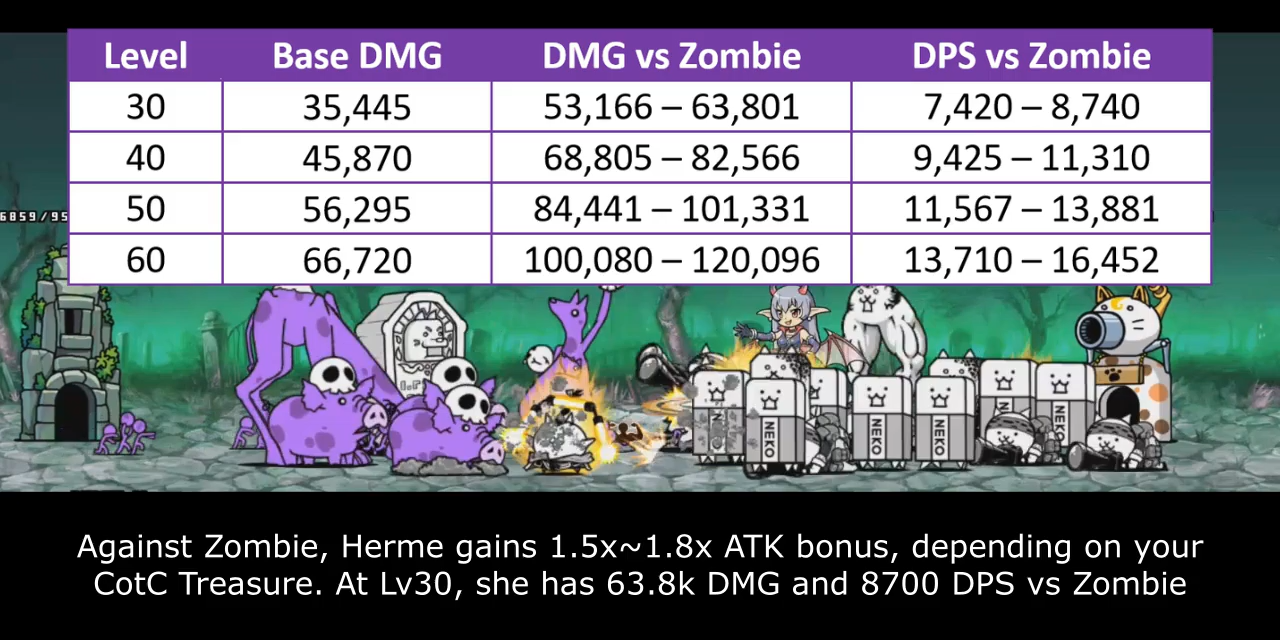 Level Base DMG DMG vs Zombie DPS vs Zombie
30 35,445 53,166 – 63,801 7,420 – 8,740
40 45,870 68,805 – 82,566 9,425 – 11,310
50 56,295 84,441 – 101,331 11,567 – 13,881
60 66,720 100,080 – 120,096 13,710 – 16,452
6859/95
NEKO NEKO NEKO NEKO NEKO NEKO
Against Zombie, Herme gains 1.5x~1.8x ATK bonus, depending on your
CotC Treasure. At Lv30, she has 63.8k DMG and 8700 DPS vs Zombie